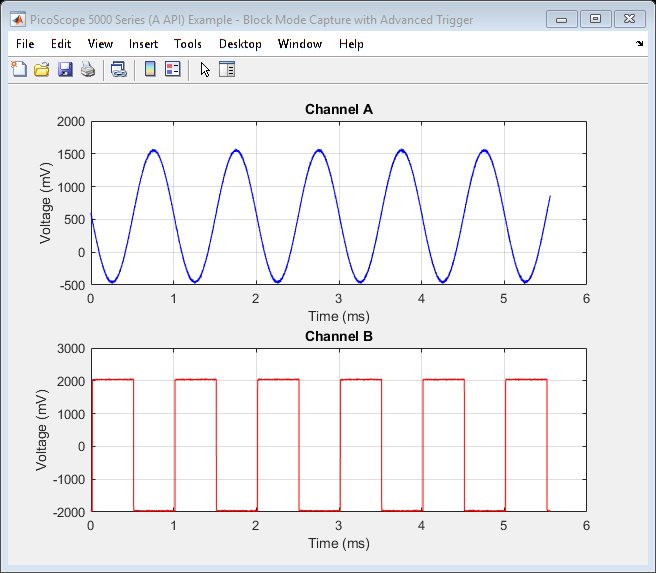 PicoScope 5000 Series (A API) Example - Block Mode Capture with Advanced Trigger
File Edit View Insert Tools Desktop Window Help
Channel A
2000
1500
1000
500
0
-500
Voltage (mV)
0 1 2 3 4 5 6
Time (ms)
Channel B
3000
2000
1000
0
-1000
-2000
Voltage (mV)
0 1 2 3 4 5 6
Time (ms)